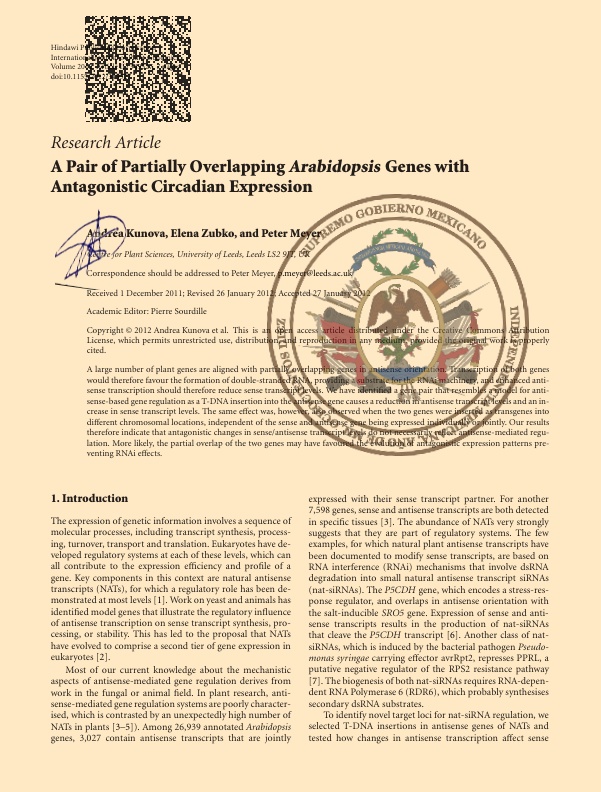 Hindawi P
Internation
Volume 20
doi:10.115
Research Article
A Pair of Partially Overlapping Arabidopsis Genes with
Antagonistic Circadian Expression
Andrea Kunova, Elena Zubko, and Peter Meyer
Centre for Plant Sciences, University of Leeds, Leeds LS2 9JT, UK
Correspondence should be addressed to Peter Meyer, p.meyer@leeds.ac.uk
Received 1 December 2011; Revised 26 January 2012; Accepted 27 January 2012
Academic Editor: Pierre Sourdille
Copyright © 2012 Andrea Kunova et al. This is an open access article distributed under the Creative Commons Attribution
License, which permits unrestricted use, distribution, and reproduction in any medium, provided the original work is properly
cited.
A large number of plant genes are aligned with partially overlapping genes in antisense orientation. Transcription of both genes
would therefore favour the formation of double-stranded RNA, providing a substrate for the RNAi machinery, and enhanced anti-
sense transcription should therefore reduce sense transcript levels. We have identified a gene pair that resembles a model for anti-
sense-based gene regulation as a T-DNA insertion into the antisense gene causes a reduction in antisense transcript levels and an in-
crease in sense transcript levels. The same effect was, however, also observed when the two genes were inserted as transgenes into
different chromosomal locations, independent of the sense and antisense gene being expressed individually or jointly. Our results
therefore indicate that antagonistic changes in sense/antisense transcript levels do not necessarily reflect antisense-mediated regu-
lation. More likely, the partial overlap of the two genes may have favoured the evolution of antagonistic expression patterns pre-
venting RNAi effects.
SUPREMO GOBIERNO MEXICANO
1. Introduction
The expression of genetic information involves a sequence of
molecular processes, including transcript synthesis, process-
ing, turnover, transport and translation. Eukaryotes have de-
veloped regulatory systems at each of these levels, which can
all contribute to the expression efficiency and profile of a
gene. Key components in this context are natural antisense
transcripts (NATs), for which a regulatory role has been de-
monstrated at most levels [1]. Work on yeast and animals has
identified model genes that illustrate the regulatory influence
of antisense transcription on sense transcript synthesis, pro-
cessing, or stability. This has led to the proposal that NATs
have evolved to comprise a second tier of gene expression in
eukaryotes [2].
Most of our current knowledge about the mechanistic
aspects of antisense-mediated gene regulation derives from
work in the fungal or animal field. In plant research, anti-
sense-mediated gene regulation systems are poorly character-
ised, which is contrasted by an unexpectedly high number of
NATs in plants [3–5]). Among 26,939 annotated Arabidopsis
genes, 3,027 contain antisense transcripts that are jointly
expressed with their sense transcript partner. For another
7,598 genes, sense and antisense transcripts are both detected
in specific tissues [3]. The abundance of NATs very strongly
suggests that they are part of regulatory systems. The few
examples, for which natural plant antisense transcripts have
been documented to modify sense transcripts, are based on
RNA interference (RNAi) mechanisms that involve dsRNA
degradation into small natural antisense transcript siRNAs
(nat-siRNAs). The P5CDH gene, which encodes a stress-res-
ponse regulator, and overlaps in antisense orientation with
the salt-inducible SRO5 gene. Expression of sense and anti-
sense transcripts results in the production of nat-siRNAs
that cleave the P5CDH transcript [6]. Another class of nat-
siRNAs, which is induced by the bacterial pathogen Pseudo-
monas syringae carrying effector avrRpt2, represses PPRL, a
putative negative regulator of the RPS2 resistance pathway
[7]. The biogenesis of both nat-siRNAs requires RNA-depen-
dent RNA Polymerase 6 (RDR6), which probably synthesises
secondary dsRNA substrates.
To identify novel target loci for nat-siRNA regulation, we
selected T-DNA insertions in antisense genes of NATs and
tested how changes in antisense transcription affect sense